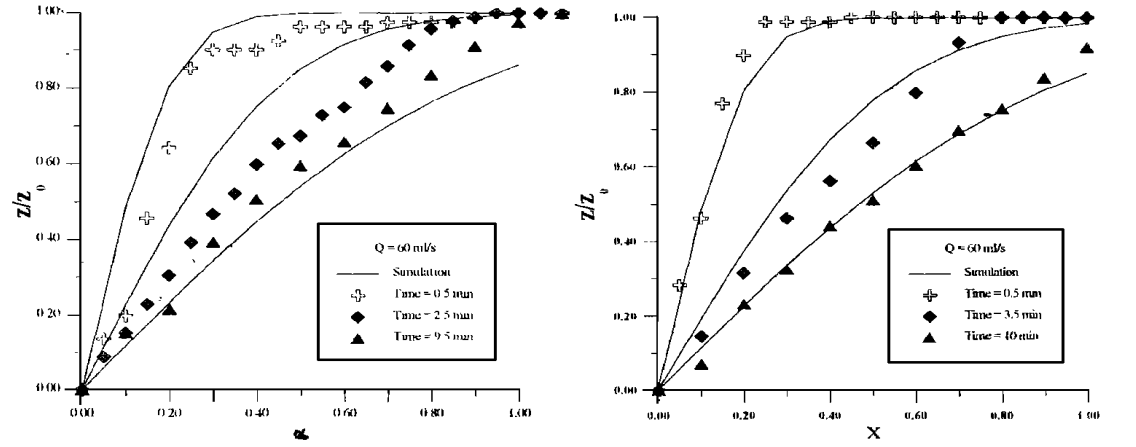 1.00
0.80
0.60
0.40
0.20
0.00
z/z0
0.00 0.20 0.40 0.60 0.80 1.00
Q = 60 ml/s
Simulation
Time = 0.5 min
Time = 2.5 min
Time = 9.5 min
1.00
0.80
0.60
0.40
0.20
0.00
z/z0
0.00 0.20 0.40 0.60 0.80 1.00
X
Q = 60 ml/s
Simulation
Time = 0.5 min
Time = 3.5 min
Time = 40 min